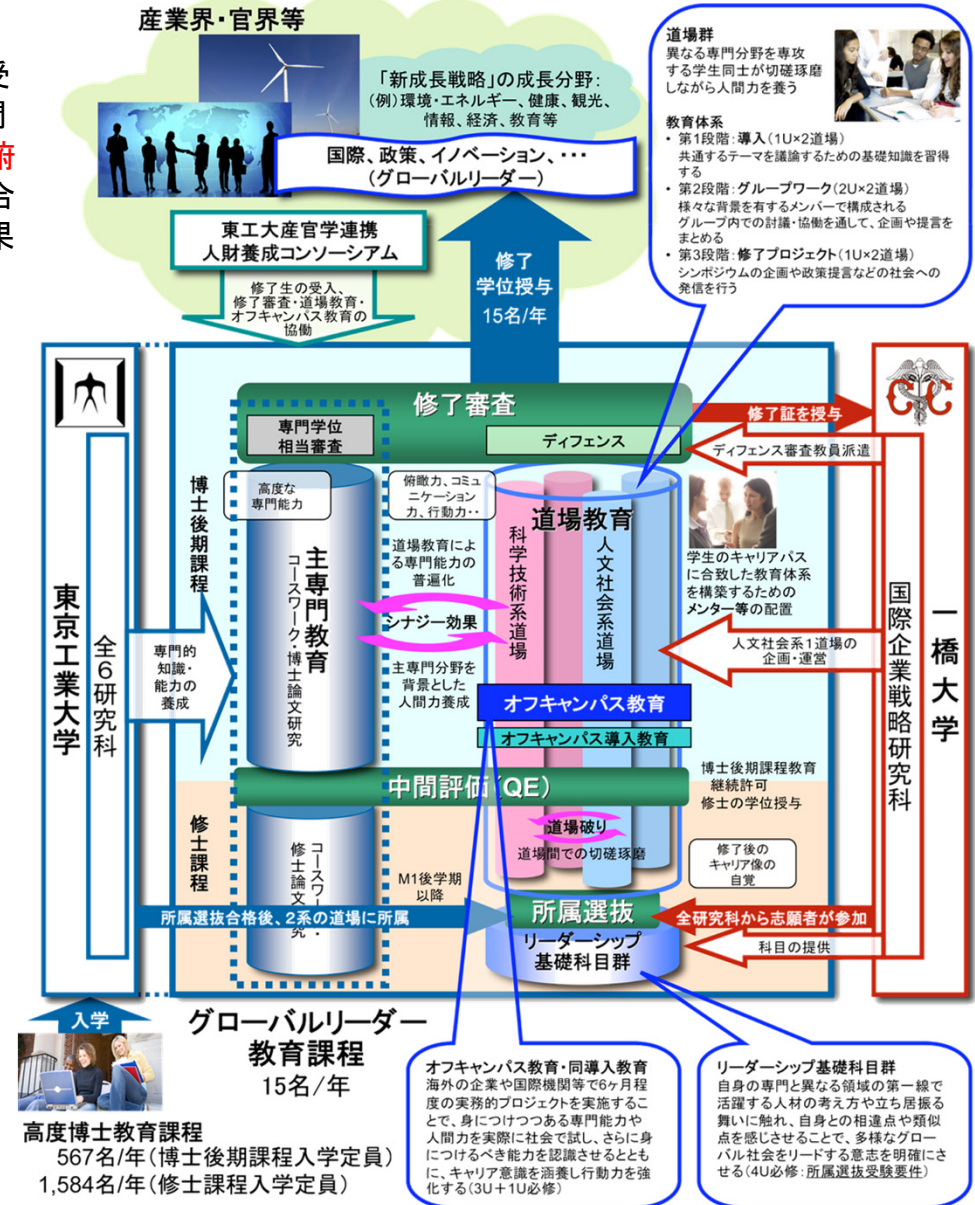 産業界・官界等
受
間
俯
合
果
「新成長戦略」の成長分野:
(例)環境・エネルギー、健康、観光、
情報、経済、教育等
国際、政策、イノベーション、・・・
(グローバルリーダー)
東工大産官学連携
人財養成コンソーシアム
修了生の受入、
修了審査・道場教育・
オフキャンパス教育の
協働
修了
学位授与
15名/年
道場群
異なる専門分野を専攻
する学生同士が切磋琢磨
しながら人間力を養う
教育体系
• 第1段階:導入(1U×2道場)
共通するテーマを議論するための基礎知識を習得
する
• 第2段階:グループワーク(2U×2道場)
様々な背景を有するメンバーで構成される
グループ内での討議・協働を通して、企画や提言を
まとめる
• 第3段階:修了プロジェクト(1U×2道場)
シンポジウムの企画や政策提言などの社会への
発信を行う
東京工業大学
全6研究科
専門的
知識・
能力の
養成
博士後期課程
修士課程
修了審査
専門学位
相当審査
ディフェンス
高度な
専門能力
主専門教育
コースワーク・博士論文研究
俯瞰力、コミュ
ニケーション
力、行動力・・
道場教育によ
る専門能力の
普遍化
シナジー効果
主専門分野を
背景とした
人間力養成
道場教育
科学技術系道場
人文社会系道場
オフキャンパス教育
オフキャンパス導入教育
中間評価(QE)
コースワーク・
修士論文研究
M1後学期
以降
道場破り
道場間での切磋琢磨
所属選抜合格後、2系の道場に所属
所属選抜
リーダーシップ
基礎科目群
修了証を授与
ディフェンス審査教員派遣
学生のキャリアパス
に合致した教育体系
を構築するための
メンター等の配置
人文社会系1道場の
企画・運営
博士後期課程教育
継続許可
修士の学位授与
修了後の
キャリア像の
自覚
全研究科から志願者が参加
科目の提供
一橋大学
国際企業戦略研究科
入学
グローバルリーダー
教育課程
15名/年
高度博士教育課程
567名/年(博士後期課程入学定員)
1,584名/年(修士課程入学定員)
オフキャンパス教育・同導入教育
海外の企業や国際機関等で6ヶ月程
度の実務的プロジェクトを実施するこ
とで、身につけつつある専門能力や
人間力を実際に社会で試し、さらに身
につけるべき能力を認識させるととも
に、キャリア意識を涵養し行動力を強
化する(3U+1U必修)
リーダーシップ基礎科目群
自身の専門と異なる領域の第一線で
活躍する人材の考え方や立ち居振る
舞いに触れ、自身との相違点や類似
点を感じさせることで、多様なグロー
バル社会をリードする意志を明確にさ
せる(4U必修:所属選抜受験要件)